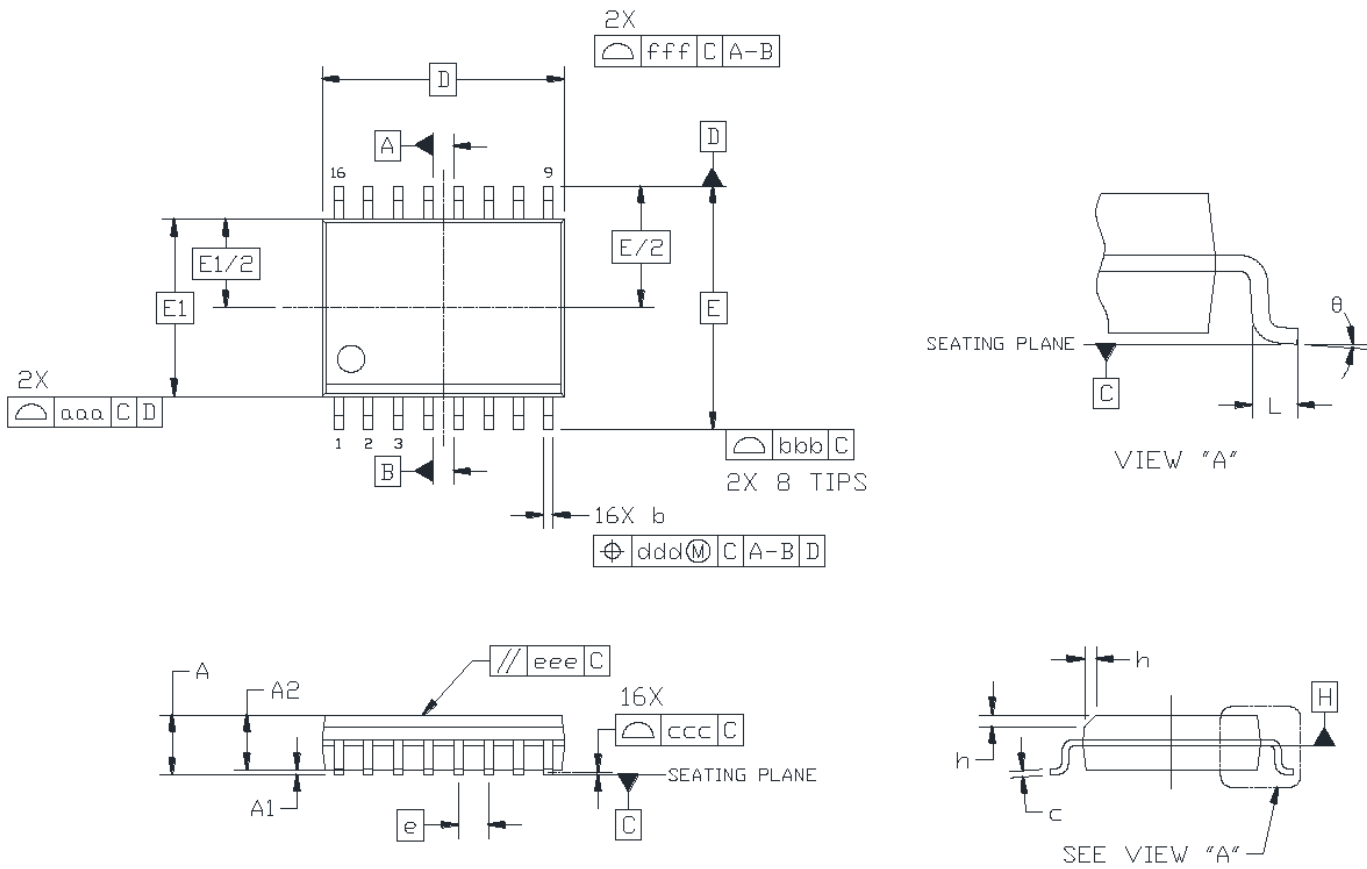 2X
fff C A-B
D
A
D
16 9
E/2
E1/2
E1
E
2X
aaa C D
1 2 3
B
bbb C
2X 8 TIPS
16X b
ddd Ⓜ C A-B D
θ
SEATING PLANE
C
L
VIEW "A"
A
A2
// eee C
16X
ccc C
SEATING PLANE
A1
e
C
h
H
h
c
SEE VIEW "A"